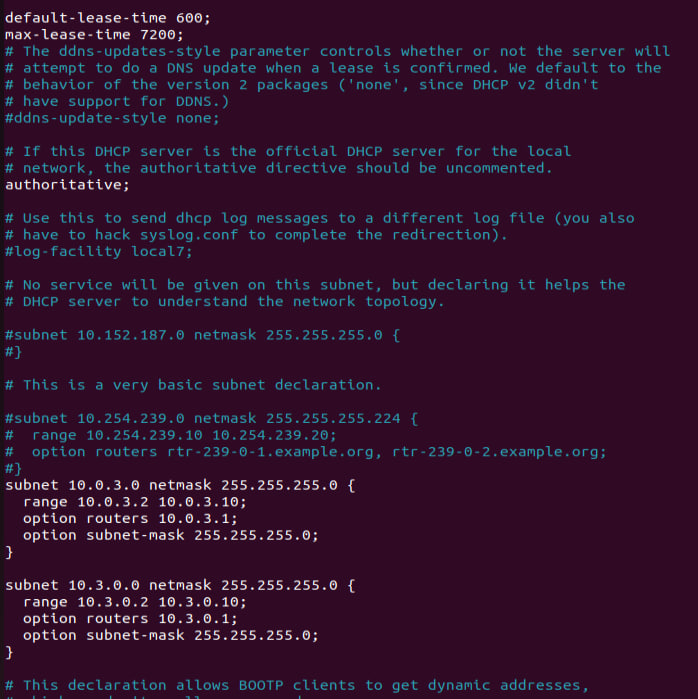 default-lease-time 600;
max-lease-time 7200;
# The ddns-updates-style parameter controls whether or not the server will
# attempt to do a DNS update when a lease is confirmed. We default to the
# behavior of the version 2 packages ('none', since DHCP v2 didn't
# have support for DDNS.)
#ddns-update-style none;

# If this DHCP server is the official DHCP server for the local
# network, the authoritative directive should be uncommented.
authoritative;

# Use this to send dhcp log messages to a different log file (you also
# have to hack syslog.conf to complete the redirection).
#log-facility local7;

# No service will be given on this subnet, but declaring it helps the
# DHCP server to understand the network topology.

#subnet 10.152.187.0 netmask 255.255.255.0 {
#}

# This is a very basic subnet declaration.

#subnet 10.254.239.0 netmask 255.255.255.224 {
#  range 10.254.239.10 10.254.239.20;
#  option routers rtr-239-0-1.example.org, rtr-239-0-2.example.org;
#}
subnet 10.0.3.0 netmask 255.255.255.0 {
  range 10.0.3.2 10.0.3.10;
  option routers 10.0.3.1;
  option subnet-mask 255.255.255.0;
}

subnet 10.3.0.0 netmask 255.255.255.0 {
  range 10.3.0.2 10.3.0.10;
  option routers 10.3.0.1;
  option subnet-mask 255.255.255.0;
}

# This declaration allows BOOTP clients to get dynamic addresses,